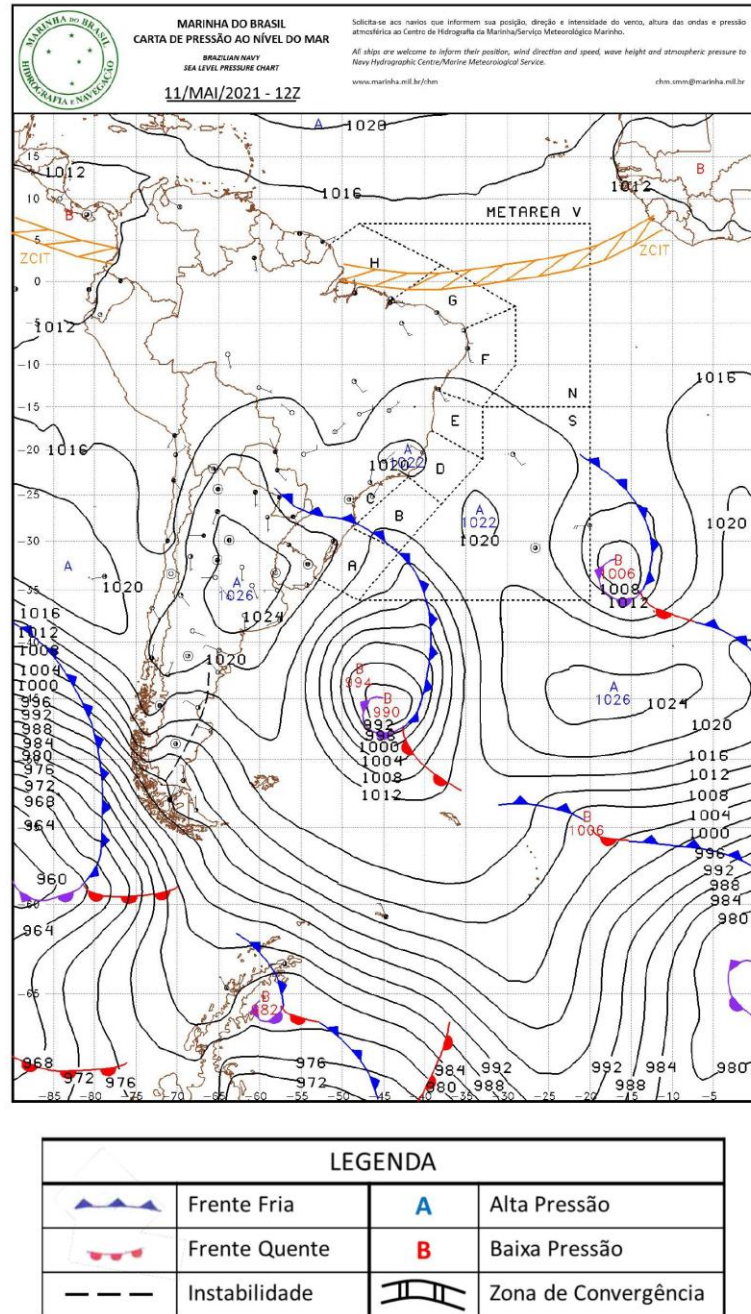 MARINHA DO BRASIL
HIDROGRAFIA e NAVEGAÇÃO
MARINHA DO BRASIL
CARTA DE PRESSÃO AO NÍVEL DO MAR
BRAZILIAN NAVY
SEA LEVEL PRESSURE CHART
11/MAI/2021 - 12Z
Solicita-se aos navios que informem sua posição, direção e intensidade do vento, altura das ondas e pressão
atmosférica ao Centro de Hidrografia da Marinha/Serviço Meteorológico Marinho.
All ships are welcome to inform their position, wind direction and speed, wave height and atmospheric pressure to
Navy Hydrographic Centre/Marine Meteorological Service.
www.marinha.mil.br/chm chm.smm@marinha.mil.br
A 1020
15
1012 1012 B
1016
10
B METAREA V
5
ZCIT ZCIT
H
0
G
-5
1012
F
-10
1016
N
-15
E S
1016
-20
A
1020 1022
D
-25
C
A
B 1022 1020
-30
1020
A
B
A 1006
1020 A 1008
-35
1026
1012
1016 1024
1012
-40
1008
1020
1004 B
1000 994 A
B 1026 1024
996 990
992 992 1020
988 996
984 1000 1016
980 1004 1012
976 1008 1008
972 1012 1004
968 B 1000
964 1006 996
992
988
960 984
-60
980
964
-65
B
982
968 976 992 992 984
972 972 984 980
976 980 988 988
-85 -80 -75 -70 -65 -60 -55 -50 -45 -40 -35 -30 -25 -20 -15 -10 -5 0
LEGENDA
Frente Fria A Alta Pressão
Frente Quente B Baixa Pressão
Instabilidade Zona de Convergência